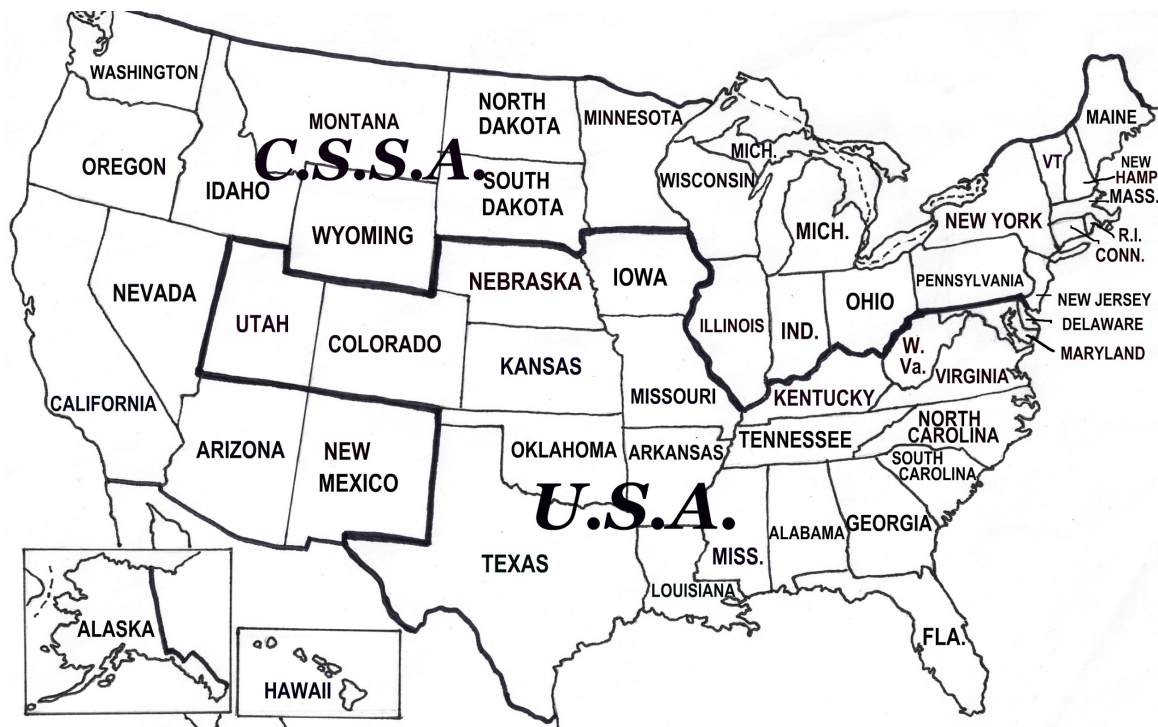 WASHINGTON
OREGON
IDAHO
MONTANA
NORTH
DAKOTA
SOUTH
DAKOTA
MINNESOTA
C.S.S.A.
WYOMING
NEVADA
CALIFORNIA
UTAH
COLORADO
NEBRASKA
KANSAS
IOWA
WISCONSIN
MICH.
MICH.
ILLINOIS
IND.
OHIO
MISSOURI
KENTUCKY
W.
Va.
VIRGINIA
PENNSYLVANIA
NEW YORK
VT
MAINE
NEW
HAMP
MASS.
R.I.
CONN.
NEW JERSEY
DELAWARE
MARYLAND
ARIZONA
NEW
MEXICO
OKLAHOMA
ARKANSAS
TENNESSEE
NORTH
CAROLINA
SOUTH
CAROLINA
U.S.A.
TEXAS
LOUISIANA
MISS.
ALABAMA
GEORGIA
FLA.
ALASKA
HAWAII